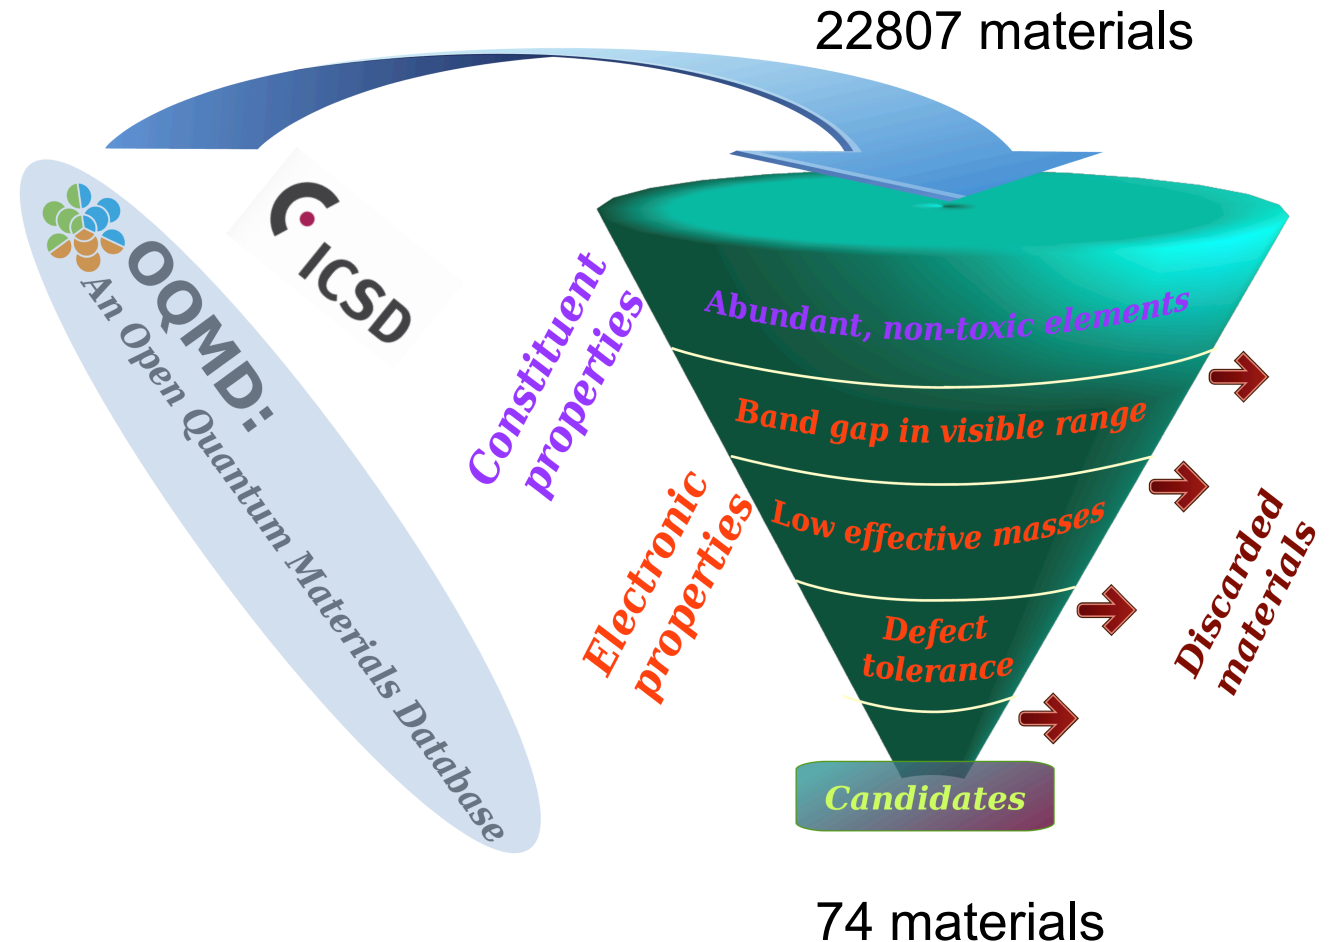 22807 materials
ICSD
OQMD:
An Open Quantum Materials Database
Constituent
properties
Abundant, non-toxic elements
Band gap in visible range
Electronic
properties
Low effective masses
Defect
tolerance
Discarded
materials
Candidates
74 materials